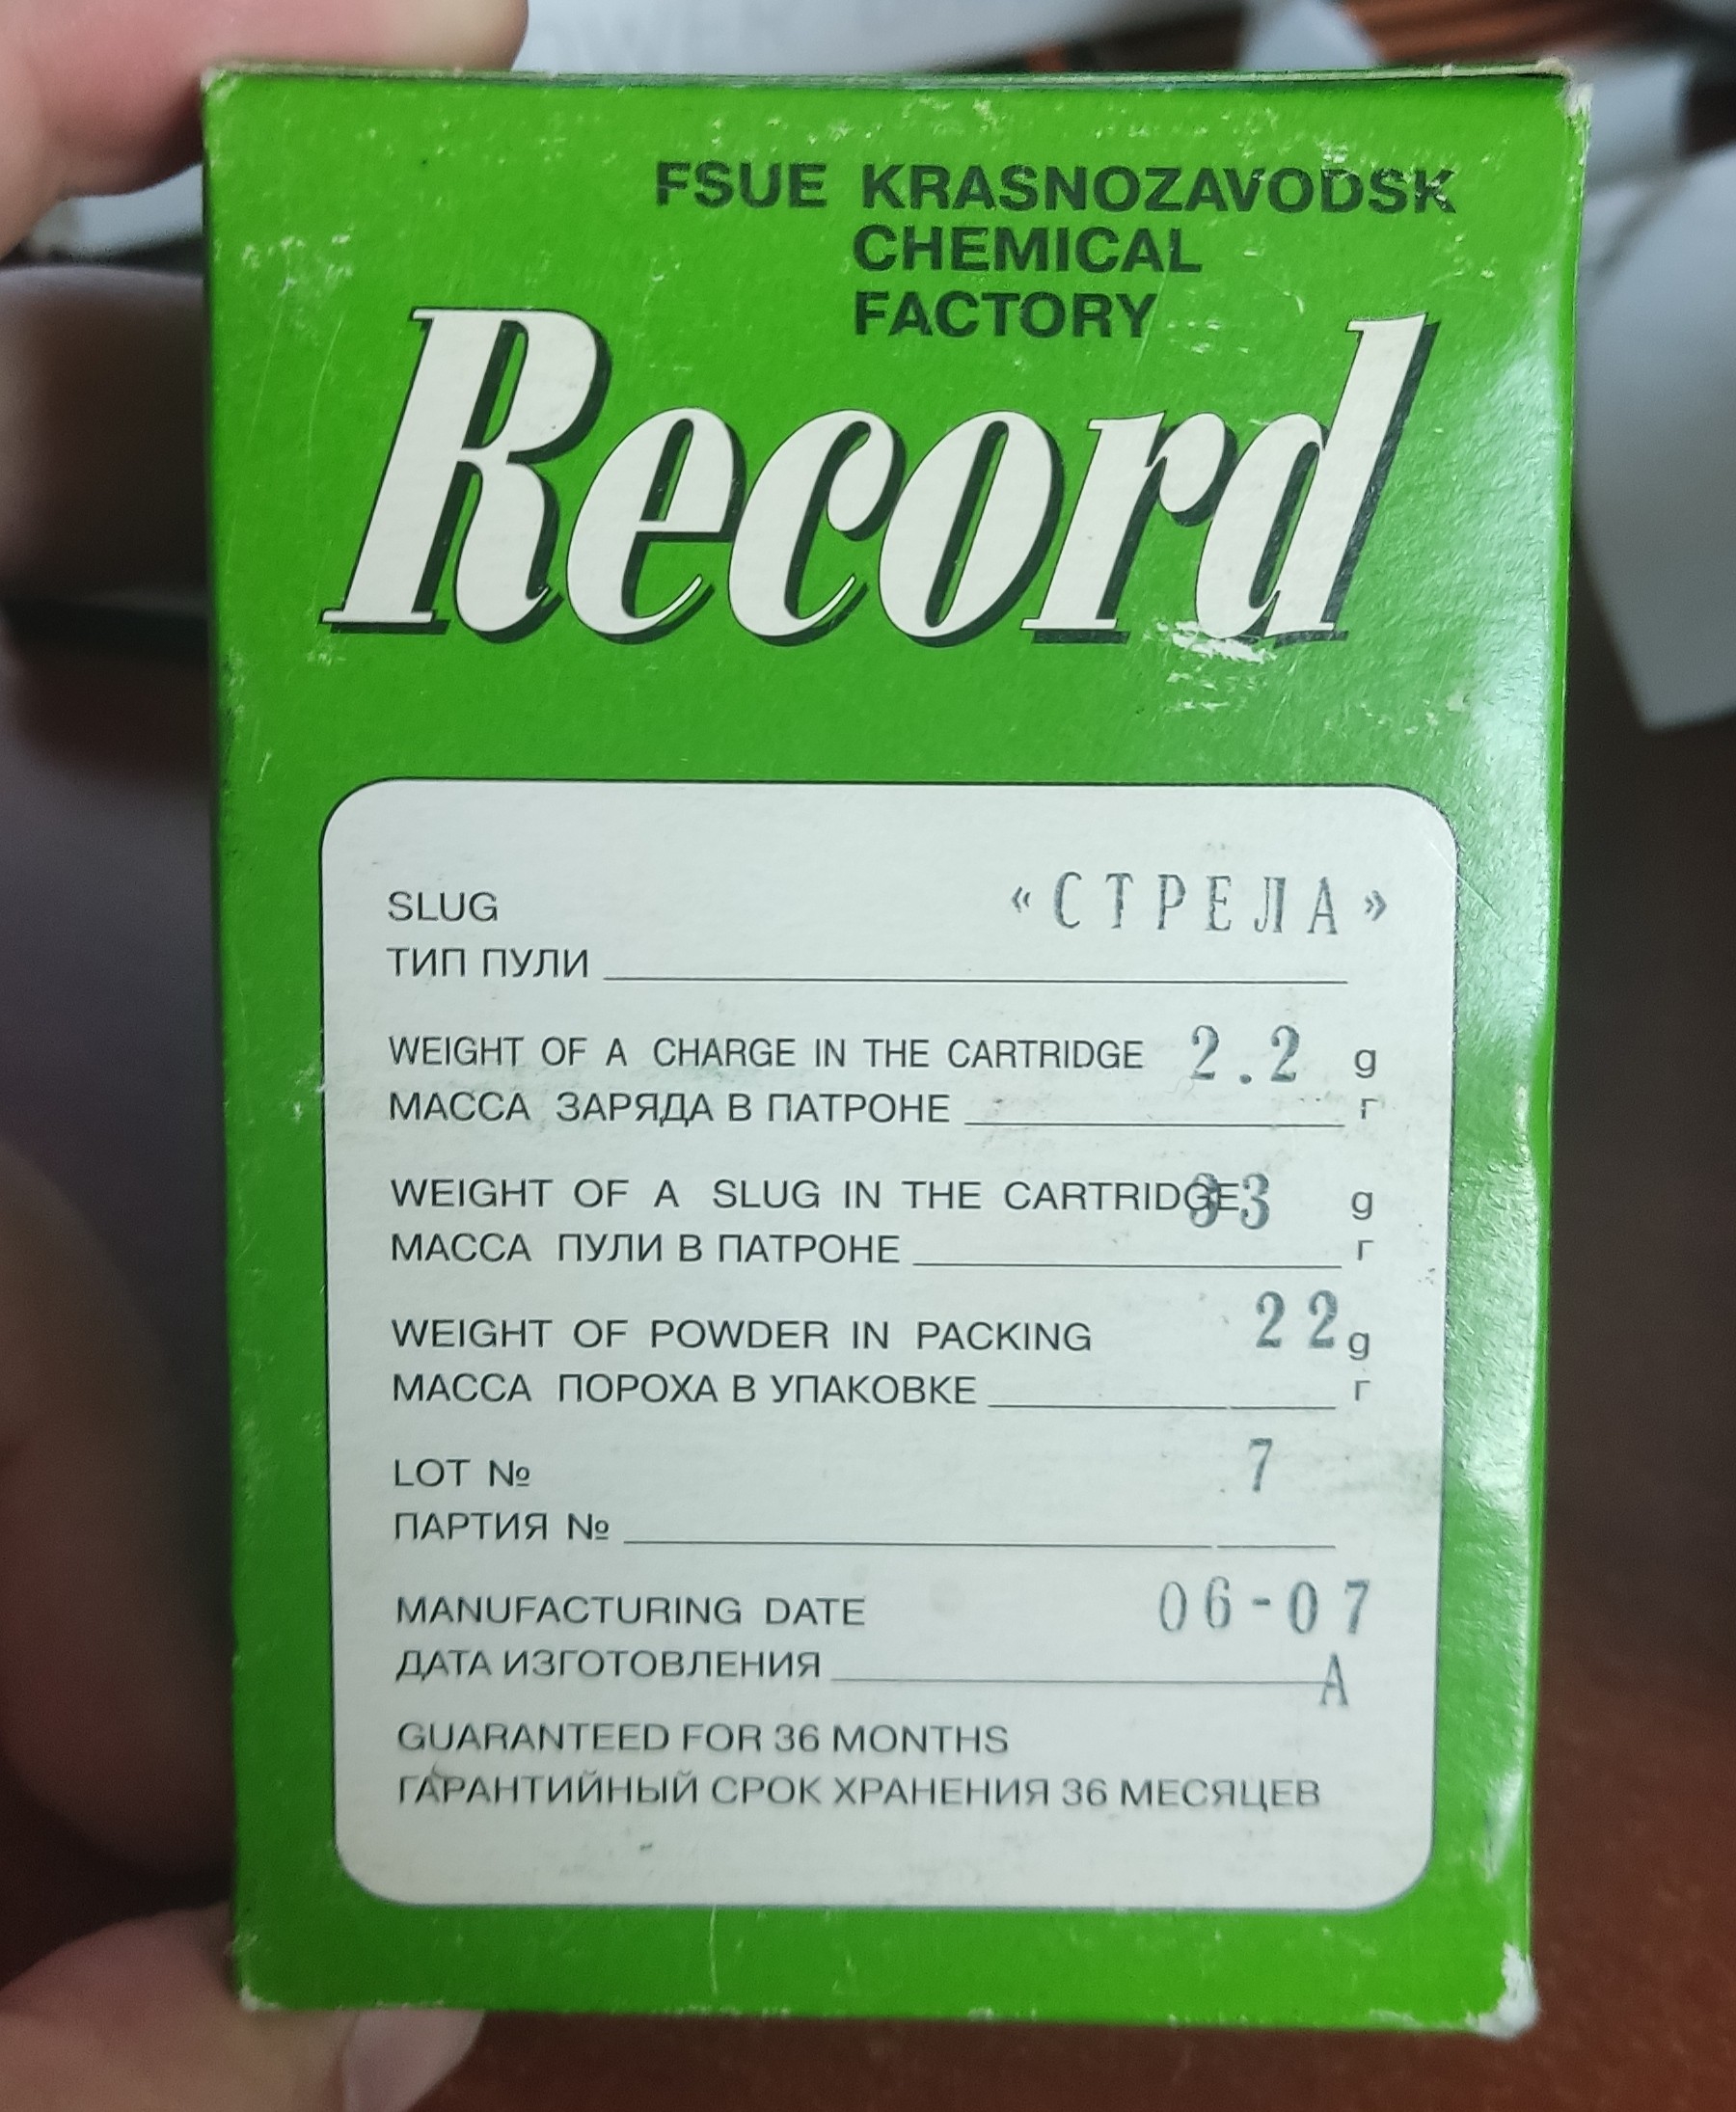 FSUE KRASNOZAVODSK
CHEMICAL
FACTORY
Record
SLUG «СТРЕЛА»
ТИП ПУЛИ
WEIGHT OF A CHARGE IN THE CARTRIDGE 2.2 g
МАССА ЗАРЯДА В ПАТРОНЕ г
WEIGHT OF A SLUG IN THE CARTRIDGE 33 g
МАССА ПУЛИ В ПАТРОНЕ г
WEIGHT OF POWDER IN PACKING 22 g
МАССА ПОРОХА В УПАКОВКЕ г
LOT № 7
ПАРТИЯ №
MANUFACTURING DATE 06-07
ДАТА ИЗГОТОВЛЕНИЯ А
GUARANTEED FOR 36 MONTHS
ГАРАНТИЙНЫЙ СРОК ХРАНЕНИЯ 36 МЕСЯЦЕВ